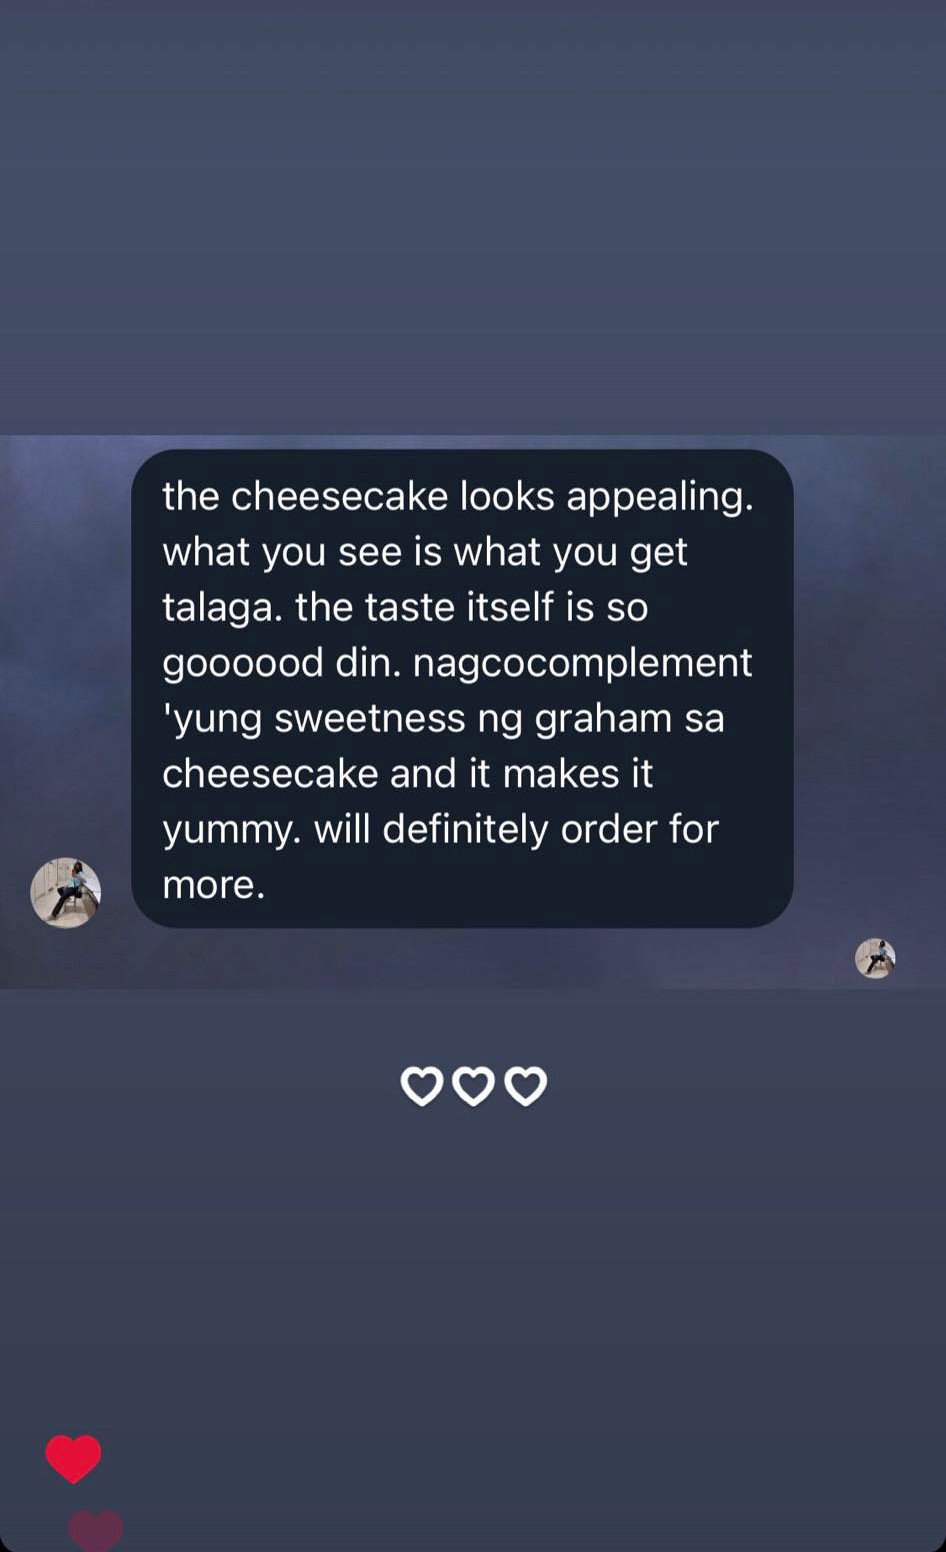 the cheesecake looks appealing.
what you see is what you get
talaga. the taste itself is so
goooood din. nagcocomplement
'yung sweetness ng graham sa
cheesecake and it makes it
yummy. will definitely order for
more.